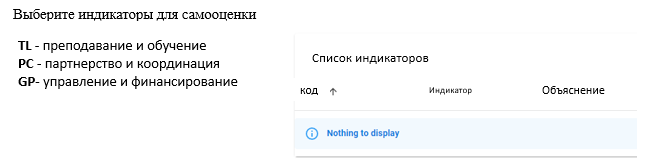 Выберите индикаторы для самооценки
TL - преподавание и обучение
PC - партнерство и координация
GP- управление и финансирование
Список индикаторов
код ↑ Индикатор Объяснение
Nothing to display